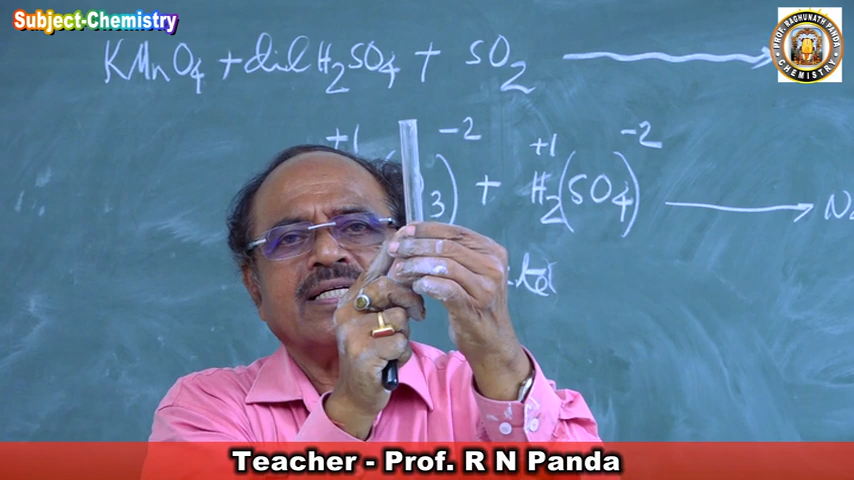 Subject-Chemistry
PROF. RAGHUNATH PANDA
CHEMISTRY
KMnO4 + dil H2SO4 + SO2 ⟶
+1 -2 +1 -2
3) + H2(SO4) ⟶
Teacher - Prof. R N Panda